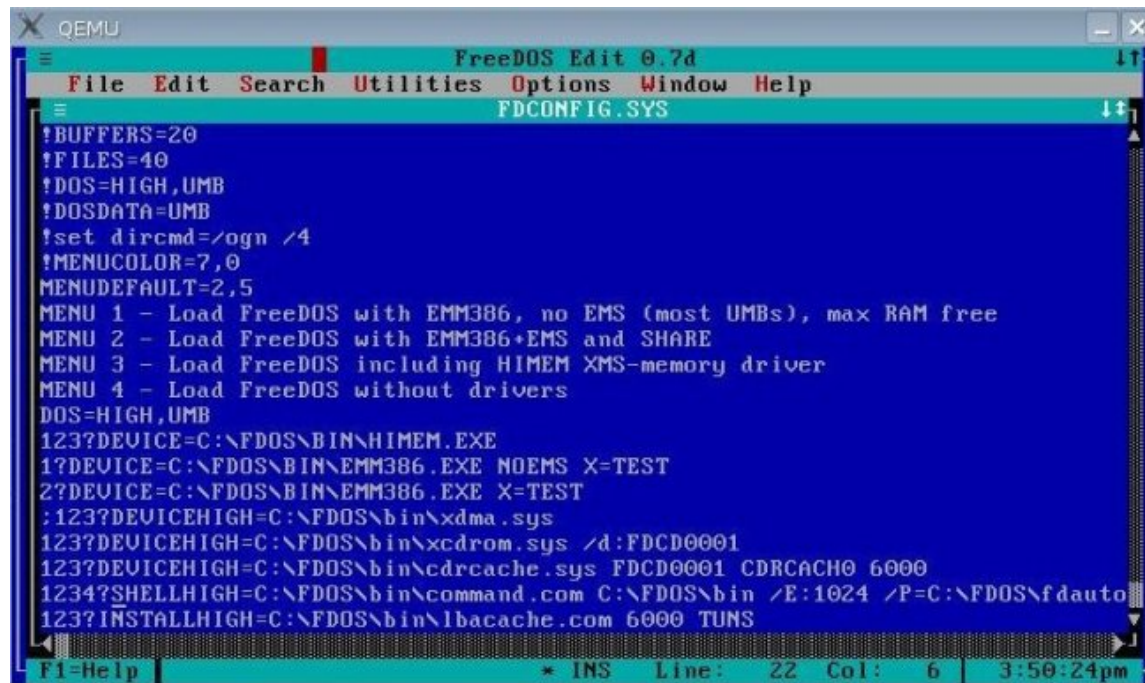 QEMU
FreeDOS Edit 0.7d
File Edit Search Utilities Options Window Help
FDCONFIG.SYS
!BUFFERS=20
!FILES=40
!DOS=HIGH,UMB
!DOSDATA=UMB
!set dircmd=/ogn /4
!MENUCOLOR=7,0
MENUDEFAULT=2,5
MENU 1 - Load FreeDOS with EMM386, no EMS (most UMBs), max RAM free
MENU 2 - Load FreeDOS with EMM386+EMS and SHARE
MENU 3 - Load FreeDOS including HIMEM XMS-memory driver
MENU 4 - Load FreeDOS without drivers
DOS=HIGH,UMB
123?DEVICE=C:\FDOS\BIN\HIMEM.EXE
1?DEVICE=C:\FDOS\BIN\EMM386.EXE NOEMS X=TEST
2?DEVICE=C:\FDOS\BIN\EMM386.EXE X=TEST
;123?DEVICEHIGH=C:\FDOS\bin\xdma.sys
123?DEVICEHIGH=C:\FDOS\bin\xcdrom.sys /d:FDCD0001
123?DEVICEHIGH=C:\FDOS\bin\cdrcache.sys FDCD0001 CDRCACH0 6000
1234?SHELLHIGH=C:\FDOS\bin\command.com C:\FDOS\bin /E:1024 /P=C:\FDOS\fdauto
123?INSTALLHIGH=C:\FDOS\bin\lbacache.com 6000 TUNS
F1=Help * INS Line: 22 Col: 6 3:50:24pm